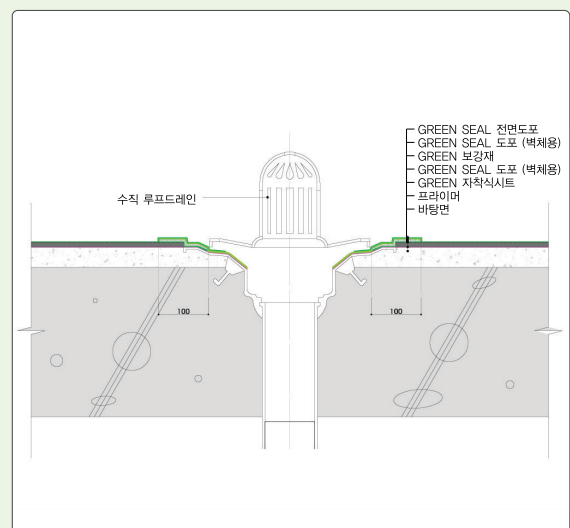 GREEN SEAL 전면도포
GREEN SEAL 도포 (벽체용)
GREEN 보강재
GREEN SEAL 도포 (벽체용)
GREEN 자착식시트
프라이머
바탕면
수직 루프드레인
100
100